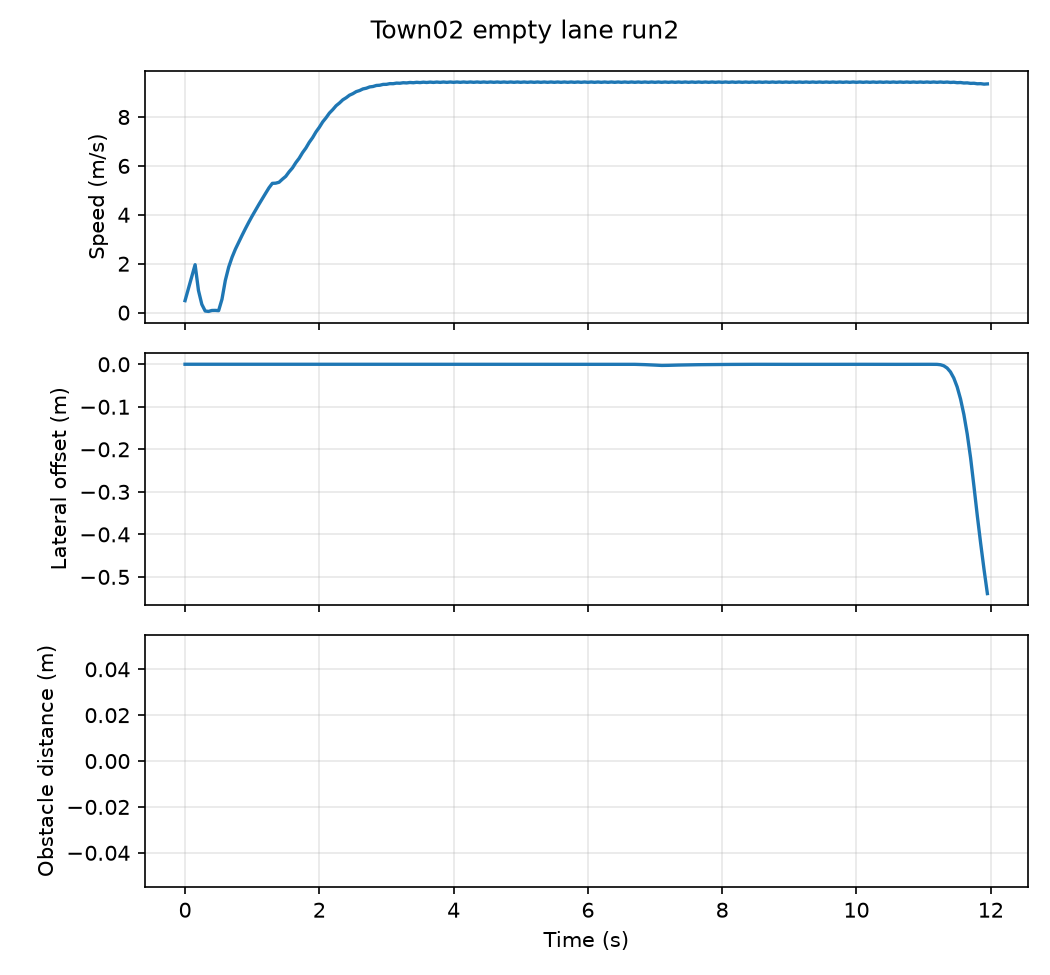 Town02 empty lane run2
Speed (m/s)
8
6
4
2
0
Lateral offset (m)
0.0
−0.1
−0.2
−0.3
−0.4
−0.5
Obstacle distance (m)
0.04
0.02
0.00
−0.02
−0.04
0 2 4 6 8 10 12
Time (s)